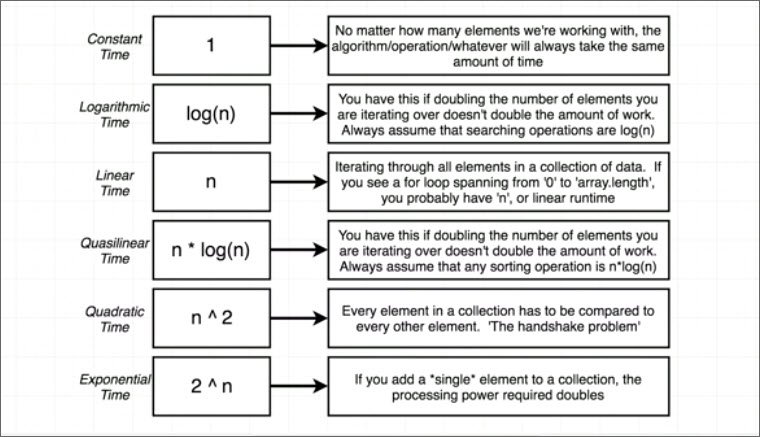 Constant
Time
1
No matter how many elements we're working with, the
algorithm/operation/whatever will always take the same
amount of time
Logarithmic
Time
log(n)
You have this if doubling the number of elements you
are iterating over doesn't double the amount of work.
Always assume that searching operations are log(n)
Linear
Time
n
Iterating through all elements in a collection of data. If
you see a for loop spanning from '0' to 'array.length',
you probably have 'n', or linear runtime
Quasilinear
Time
n * log(n)
You have this if doubling the number of elements you
are iterating over doesn't double the amount of work.
Always assume that any sorting operation is n*log(n)
Quadratic
Time
n ^ 2
Every element in a collection has to be compared to
every other element. 'The handshake problem'
Exponential
Time
2 ^ n
If you add a *single* element to a collection, the
processing power required doubles